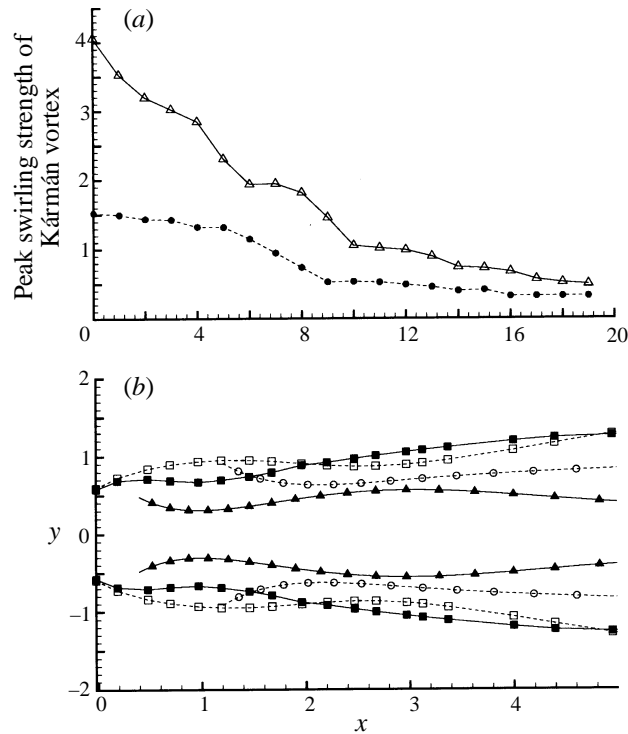 (a)
Peak swirling strength of
Kármán vortex
4
3
2
1
0 4 8 12 16 20
(b)
2
1
y 0
−1
−2
0 1 2 3 4
x